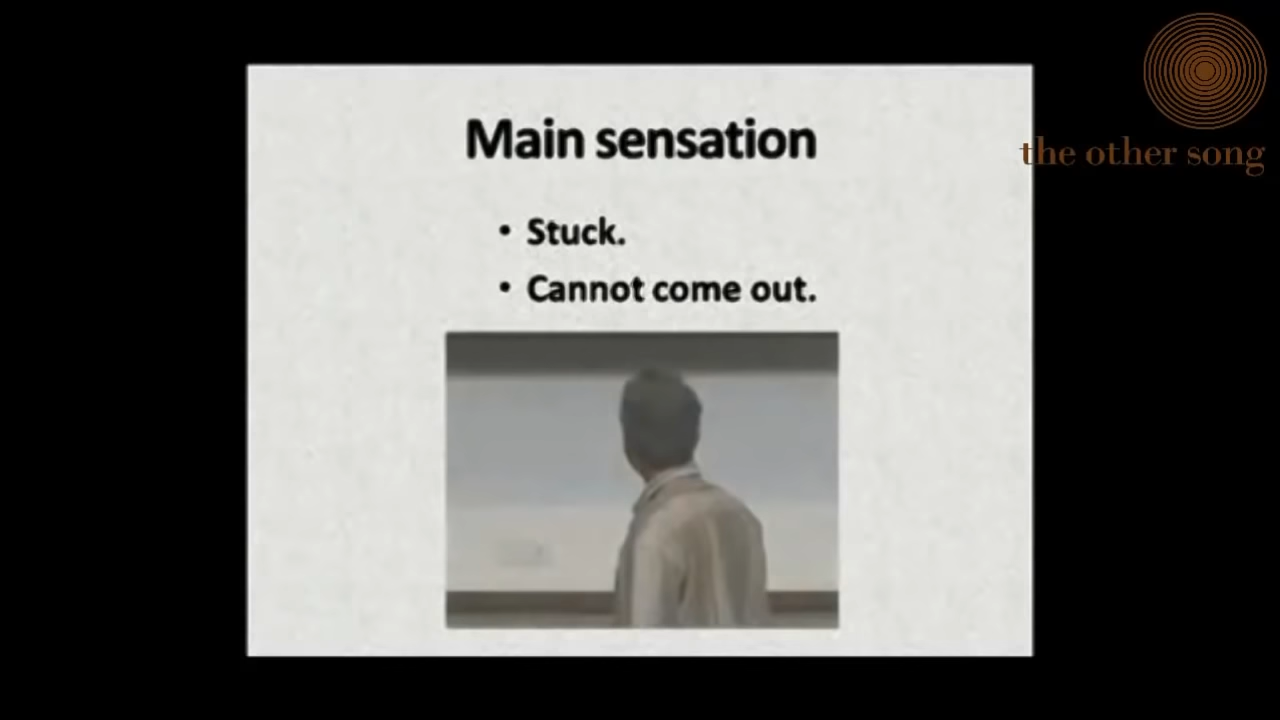 Main sensation
• Stuck.
• Cannot come out.
the other song